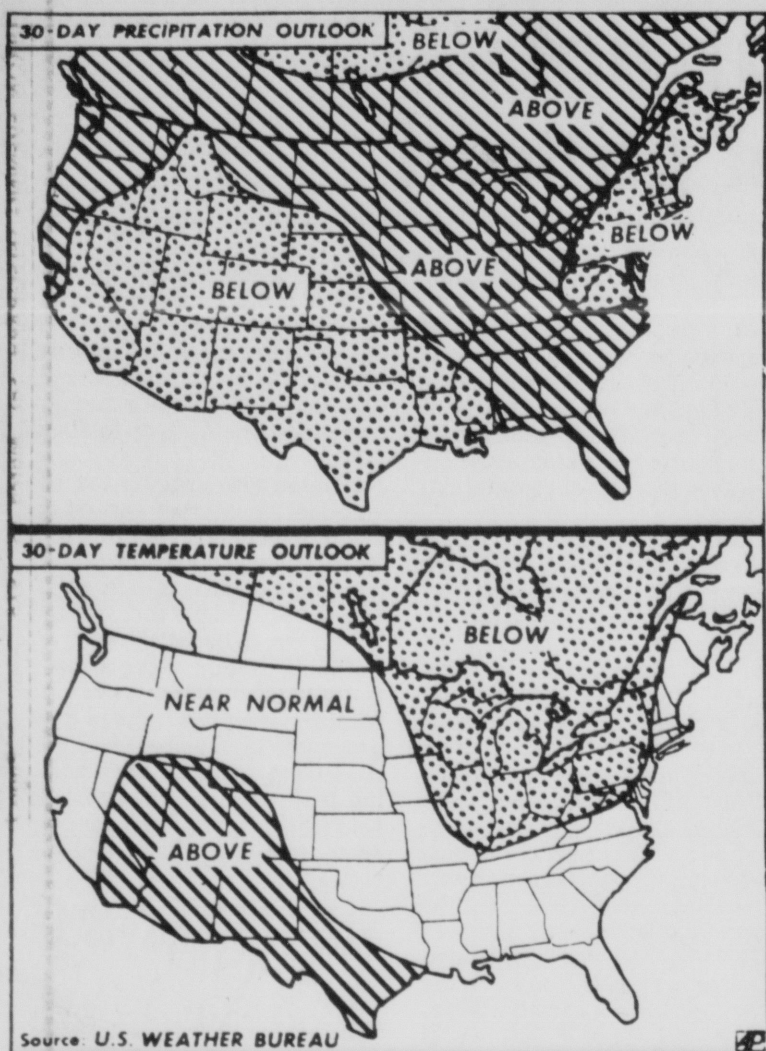 30-DAY PRECIPITATION OUTLOOK
BELOW
ABOVE
BELOW
BELOW
ABOVE
30-DAY TEMPERATURE OUTLOOK
BELOW
NEAR NORMAL
ABOVE
Source: U.S. WEATHER BUREAU
AP